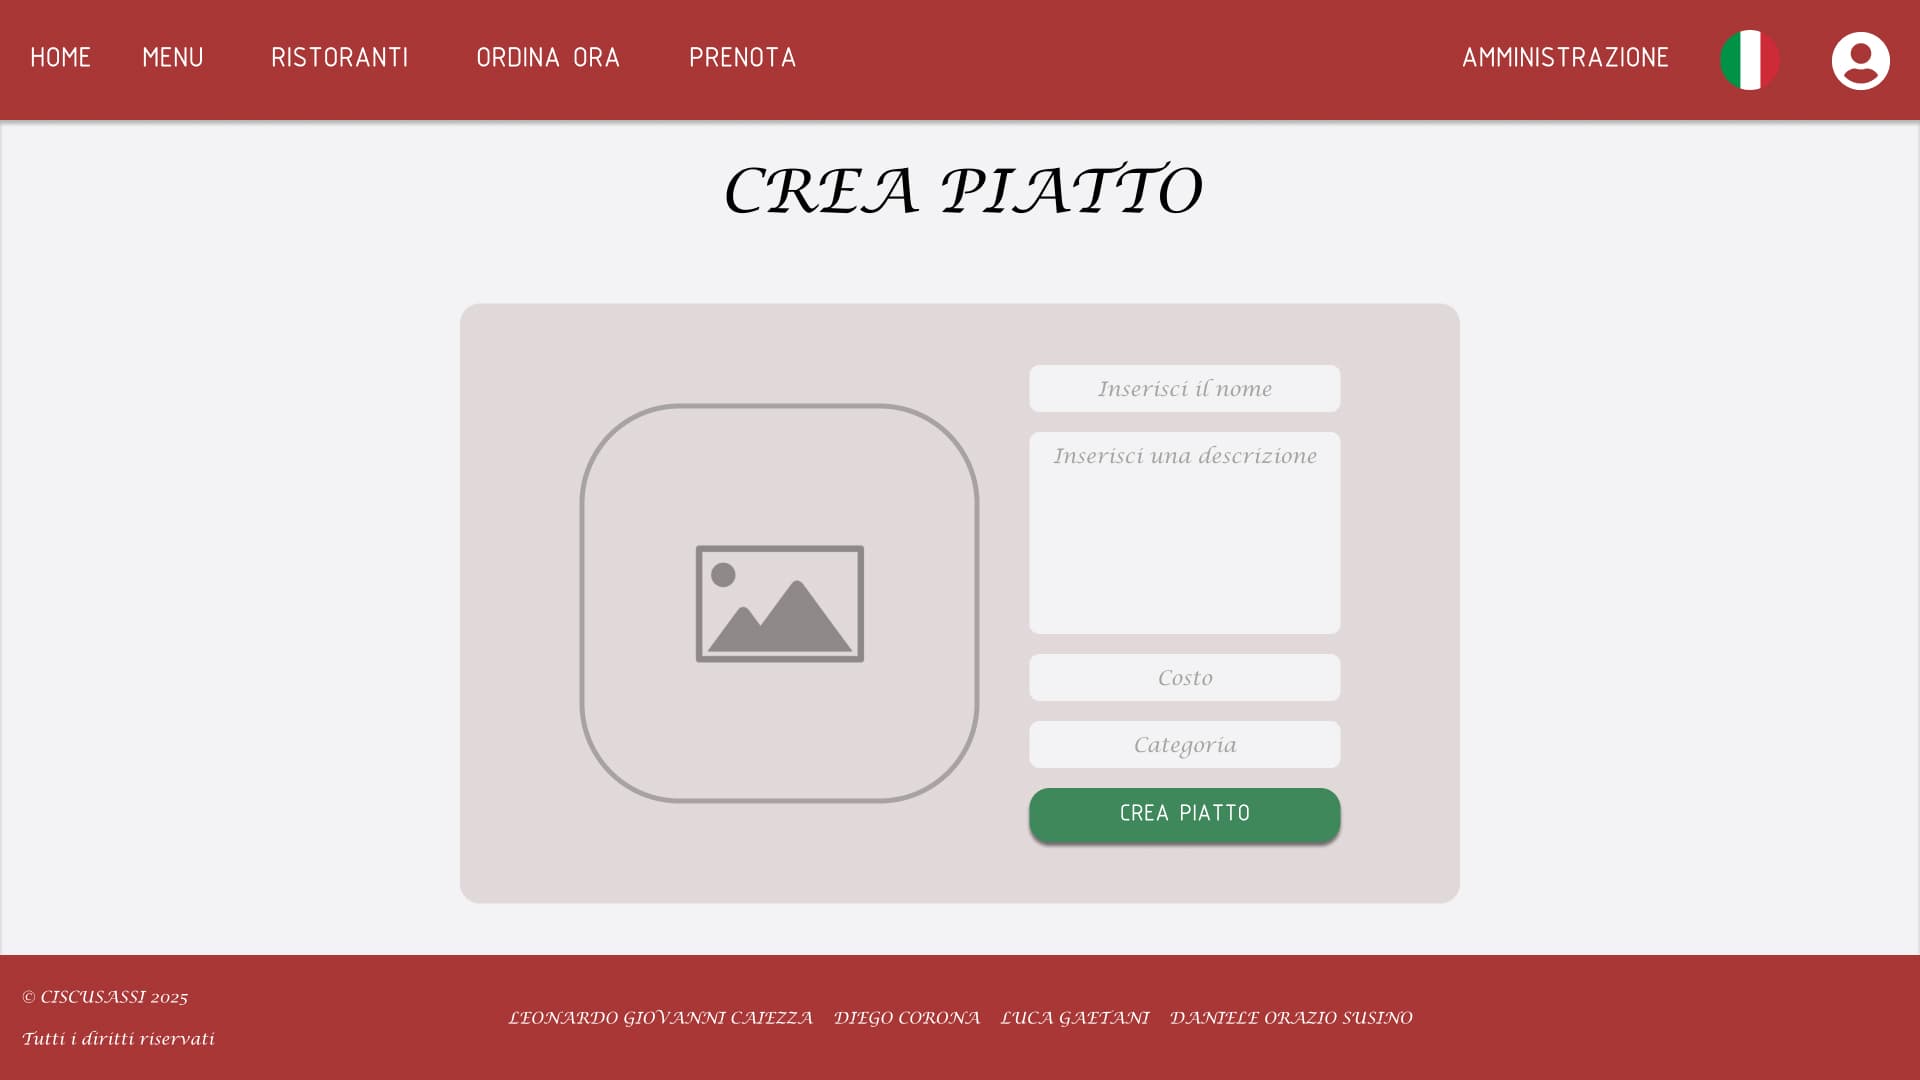 HOME MENU RISTORANTI ORDINA ORA PRENOTA AMMINISTRAZIONE
CREA PIATTO
Inserisci il nome
Inserisci una descrizione
Costo
Categoria
CREA PIATTO
© CISCUSASSI 2025
Tutti i diritti riservati
LEONARDO GIOVANNI CAIEZZA DIEGO CORONA LUCA GAETANI DANIELE ORAZIO SUSINO